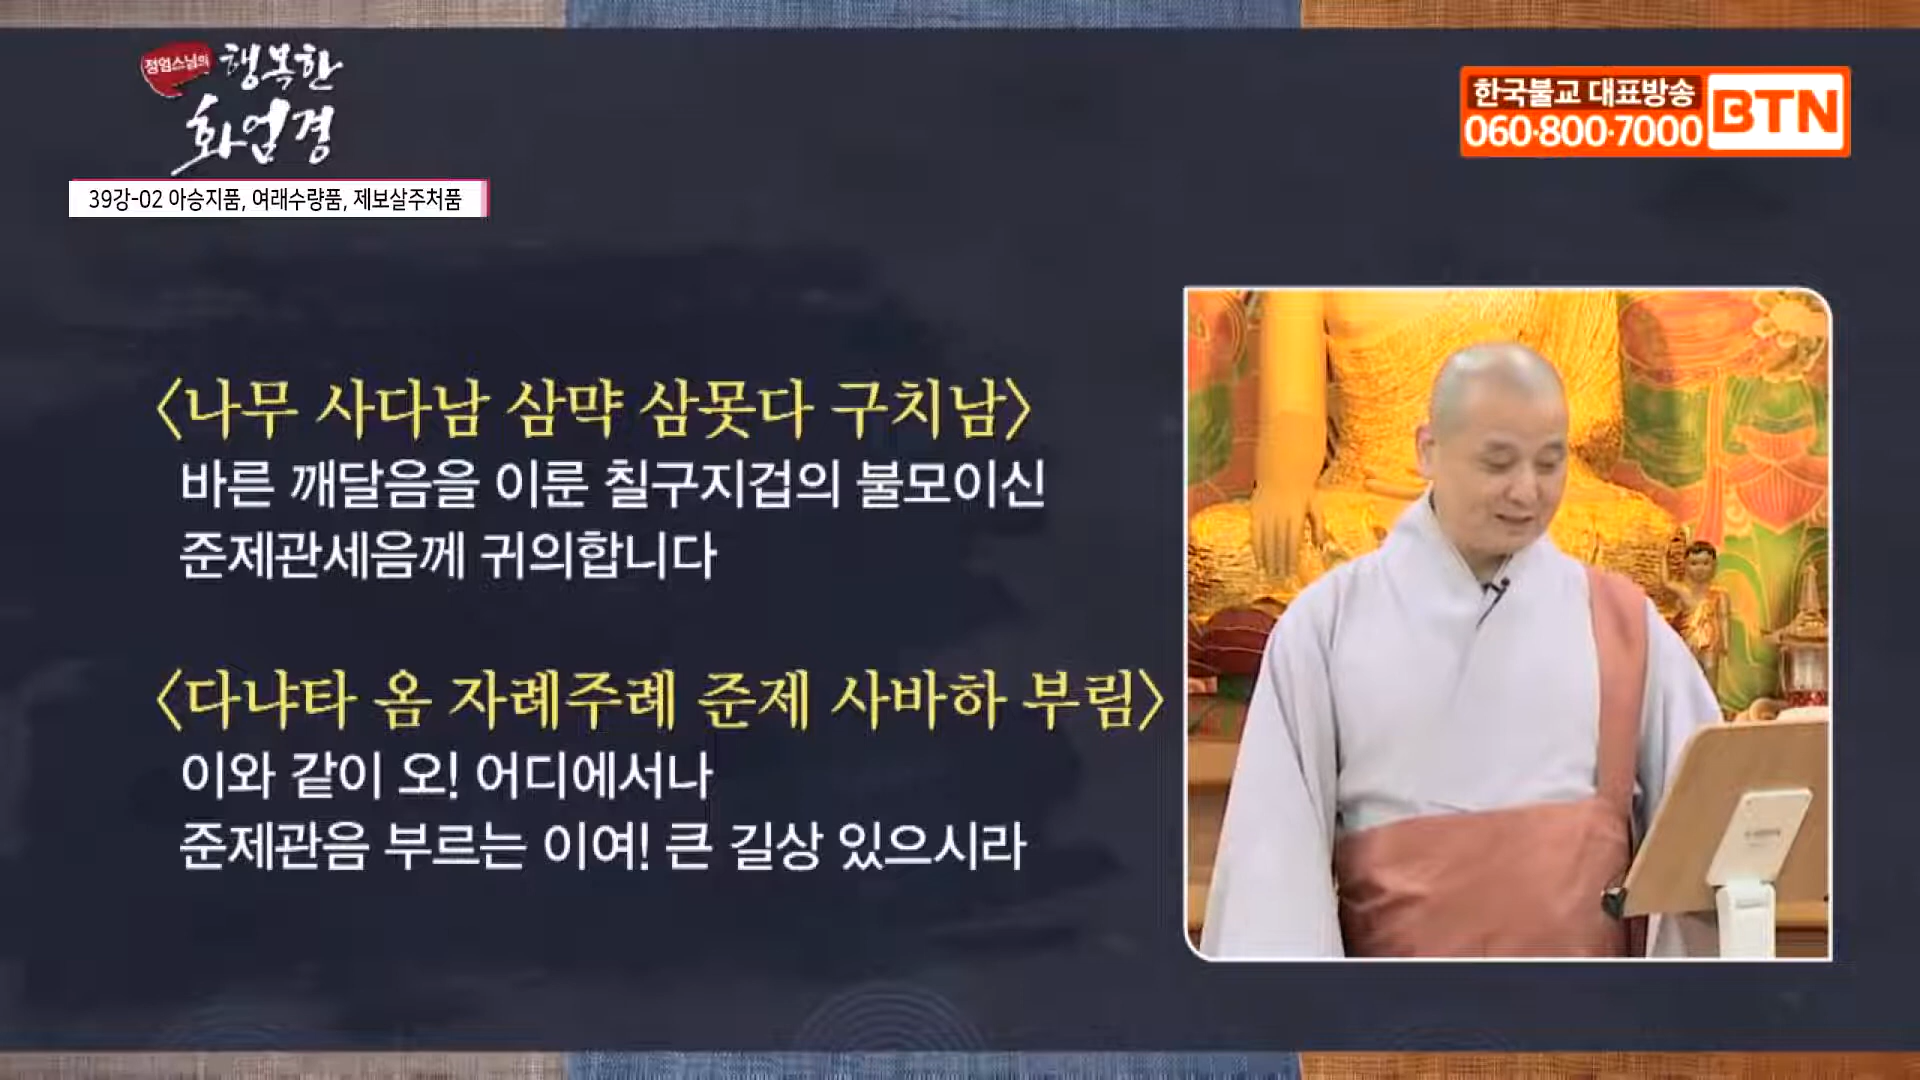 정엄스님의 행복한
화엄경
39강-02 아승지품, 여래수량품, 제보살주처품
한국불교 대표방송
060·800·7000
BTN
〈나무 사다남 삼먁 삼못다 구치남〉
바른 깨달음을 이룬 칠구지겁의 불모이신
준제관세음께 귀의합니다
〈다냐타 옴 자례주례 준제 사바하 부림〉
이와 같이 오! 어디에서나
준제관음 부르는 이여! 큰 길상 있으시라